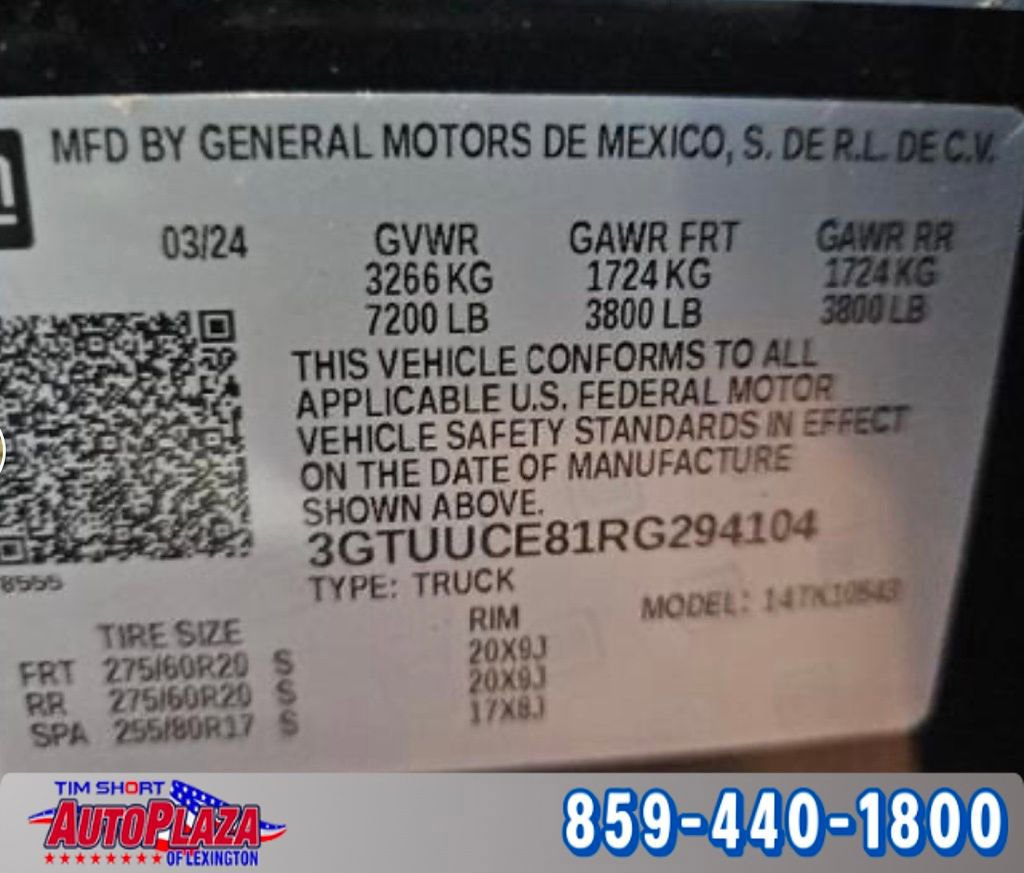 MFD BY GENERAL MOTORS DE MEXICO, S. DE R.L. DE C.V.
03/24 GVWR GAWR FRT GAWR RR
3266 KG 1724 KG 1724 KG
7200 LB 3800 LB 3800 LB
THIS VEHICLE CONFORMS TO ALL
APPLICABLE U.S. FEDERAL MOTOR
VEHICLE SAFETY STANDARDS IN EFFECT
ON THE DATE OF MANUFACTURE
SHOWN ABOVE.
3GTUUCE81RG294104
8555
TYPE: TRUCK MODEL: 14TK10543
TIRE SIZE RIM
FRT 275/60R20 S 20X9J
RR 275/60R20 S 20X9J
SPA 255/80R17 S 17X8J
TIM SHORT
AUTOPLAZA
OF LEXINGTON
859-440-1800